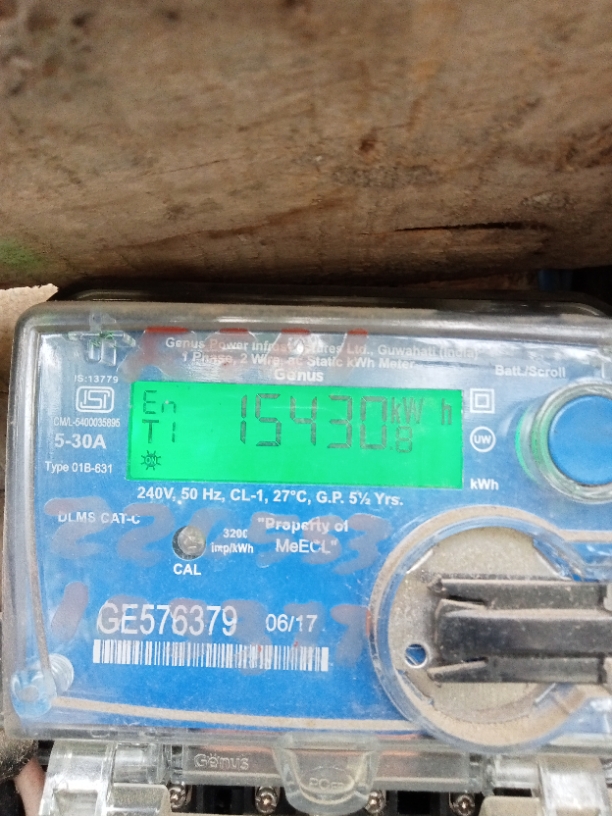 Genus Power Infrastructures Ltd., Guwahati (India)
1 Phase, 2 Wire, ac Static kWh Meter
Genus
Batt./Scroll
IS:13779
CM/L-5400035895
5-30A
Type 01B-631
En
T1
15430.8 kWh
UW
kWh
240V, 50 Hz, CL-1, 27°C, G.P. 5½ Yrs.
DLMS CAT-C
3200
imp/kWh
CAL
"Property of
MeECL"
GE576379 06/17
Genus